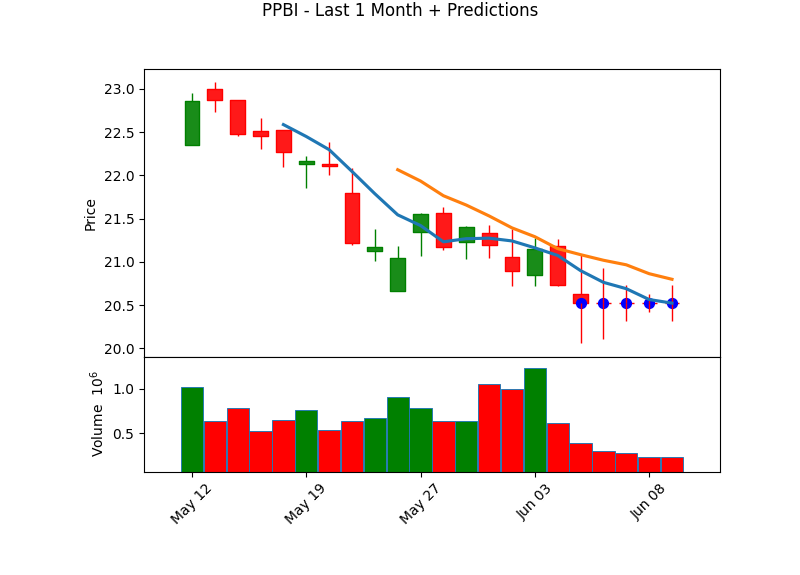 PPBI - Last 1 Month + Predictions
23.0
22.5
22.0
21.5
21.0
20.5
20.0
Price
1.0
0.5
Volume 10^6
May 12
May 19
May 27
Jun 03
Jun 08